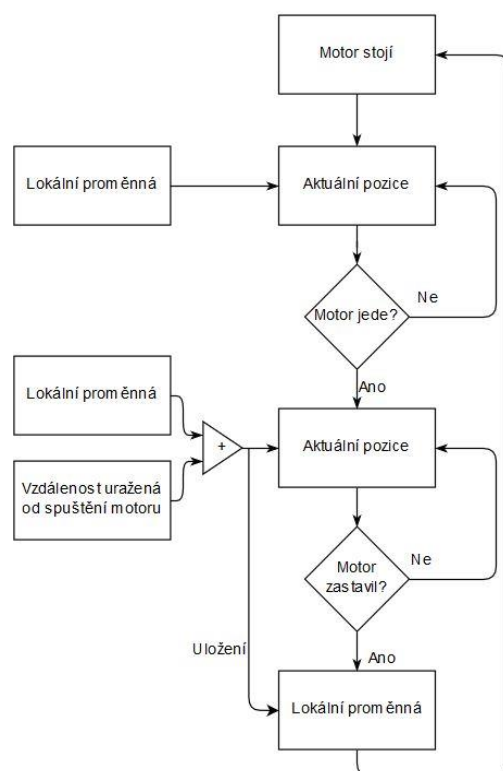 Motor stojí
Lokální proměnná
Aktuální pozice
Motor jede?
Ne
Ano
Lokální proměnná
+
Aktuální pozice
Vzdálenost uražená
od spuštění motoru
Motor
zastavil?
Ne
Uložení
Ano
Lokální proměnná